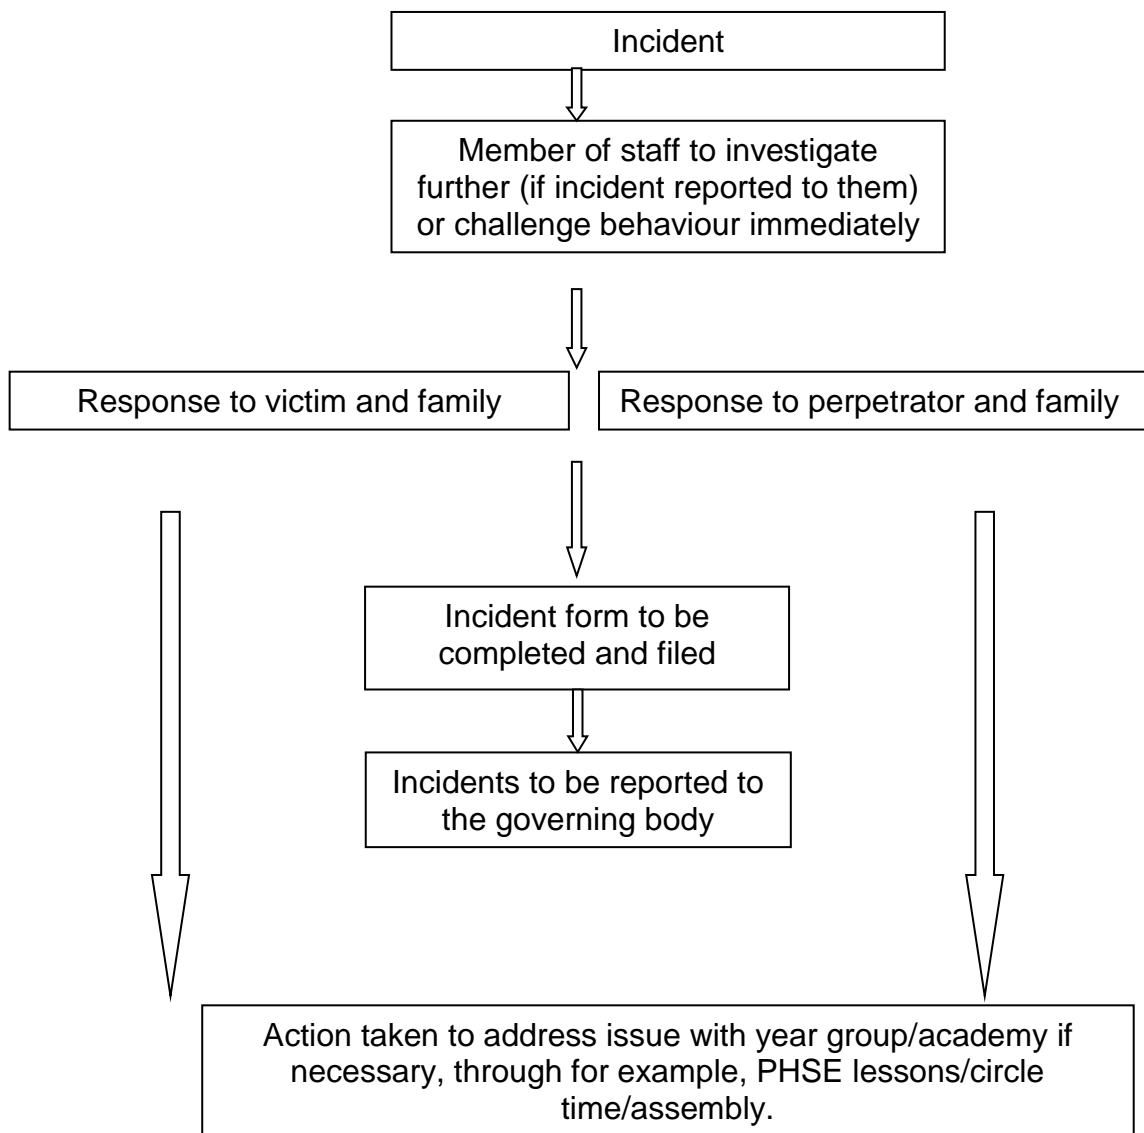 Incident
Member of staff to investigate
further (if incident reported to them)
or challenge behaviour immediately
Response to victim and family
Response to perpetrator and family
Incident form to be
completed and filed
Incidents to be reported to
the governing body
Action taken to address issue with year group/academy if
necessary, through for example, PHSE lessons/circle
time/assembly.